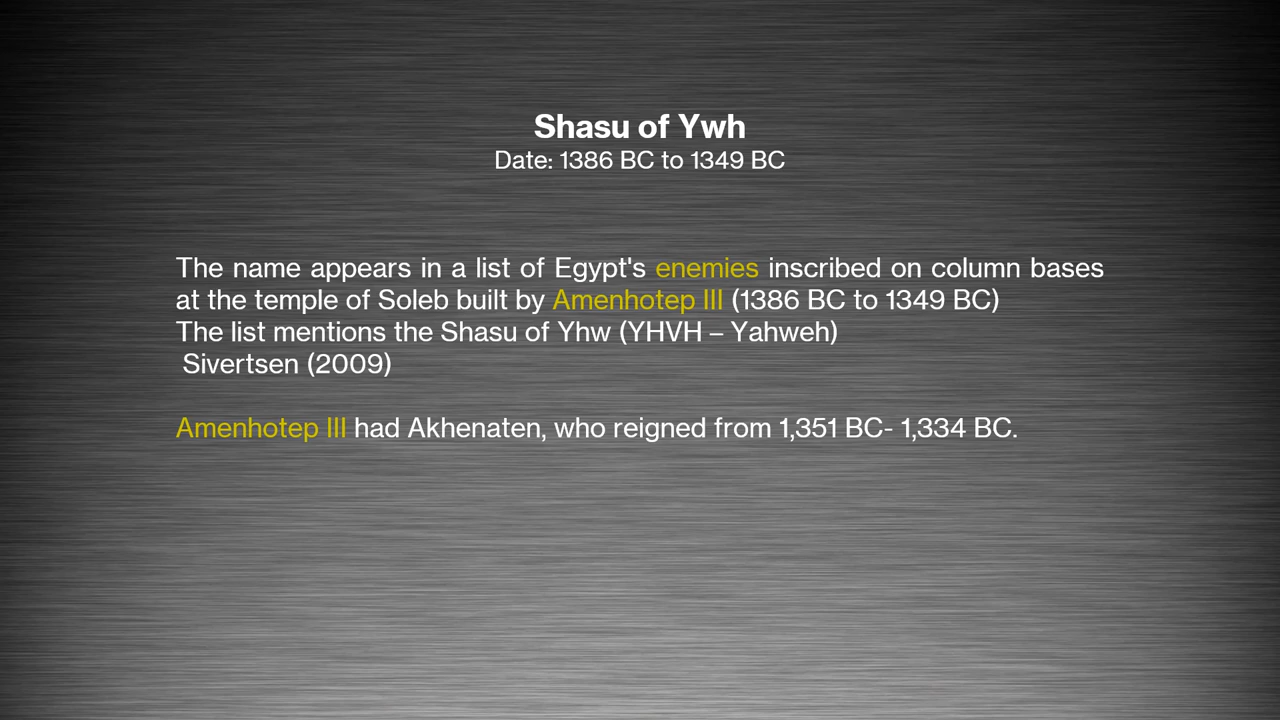 Shasu of Ywh
Date: 1386 BC to 1349 BC
The name appears in a list of Egypt's enemies inscribed on column bases
at the temple of Soleb built by Amenhotep III (1386 BC to 1349 BC)
The list mentions the Shasu of Yhw (YHVH – Yahweh)
Sivertsen (2009)
Amenhotep III had Akhenaten, who reigned from 1,351 BC- 1,334 BC.